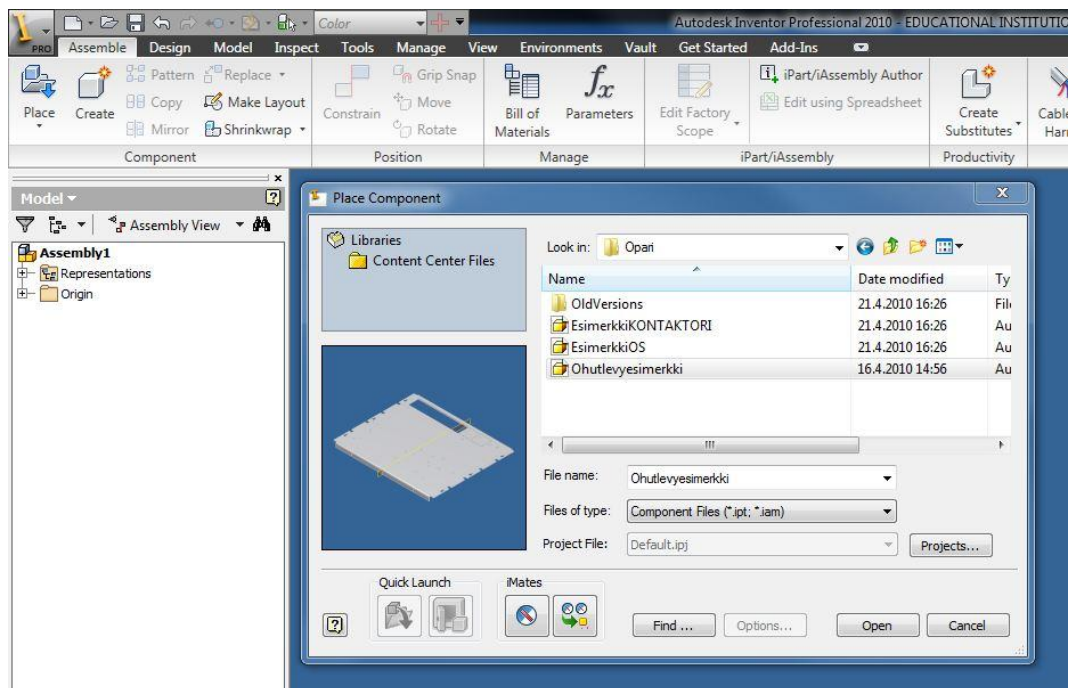 Color
Autodesk Inventor Professional 2010 - EDUCATIONAL INSTITUTIO
PRO
Assemble Design Model Inspect Tools Manage View Environments Vault Get Started Add-Ins
Place
Create
Pattern
Copy
Mirror
Replace
Make Layout
Shrinkwrap
Component
Constrain
Grip Snap
Move
Rotate
Position
Bill of
Materials
Parameters
Manage
Edit Factory
Scope
iPart/iAssembly Author
Edit using Spreadsheet
iPart/iAssembly
Create
Substitutes
Productivity
Cable
Harr
Model
Assembly View
Assembly1
Representations
Origin
Place Component
Libraries
Content Center Files
Look in: Opari
Name Date modified Ty
OldVersions 21.4.2010 16:26 File
EsimerkkiKONTAKTORI 21.4.2010 16:26 Au
EsimerkkiOS 21.4.2010 16:26 Au
Ohutlevyesimerkki 16.4.2010 14:56 Au
File name: Ohutlevyesimerkki
Files of type: Component Files (*.ipt; *.iam)
Project File: Default.ipj Projects...
Quick Launch
iMates
Find ... Options... Open Cancel